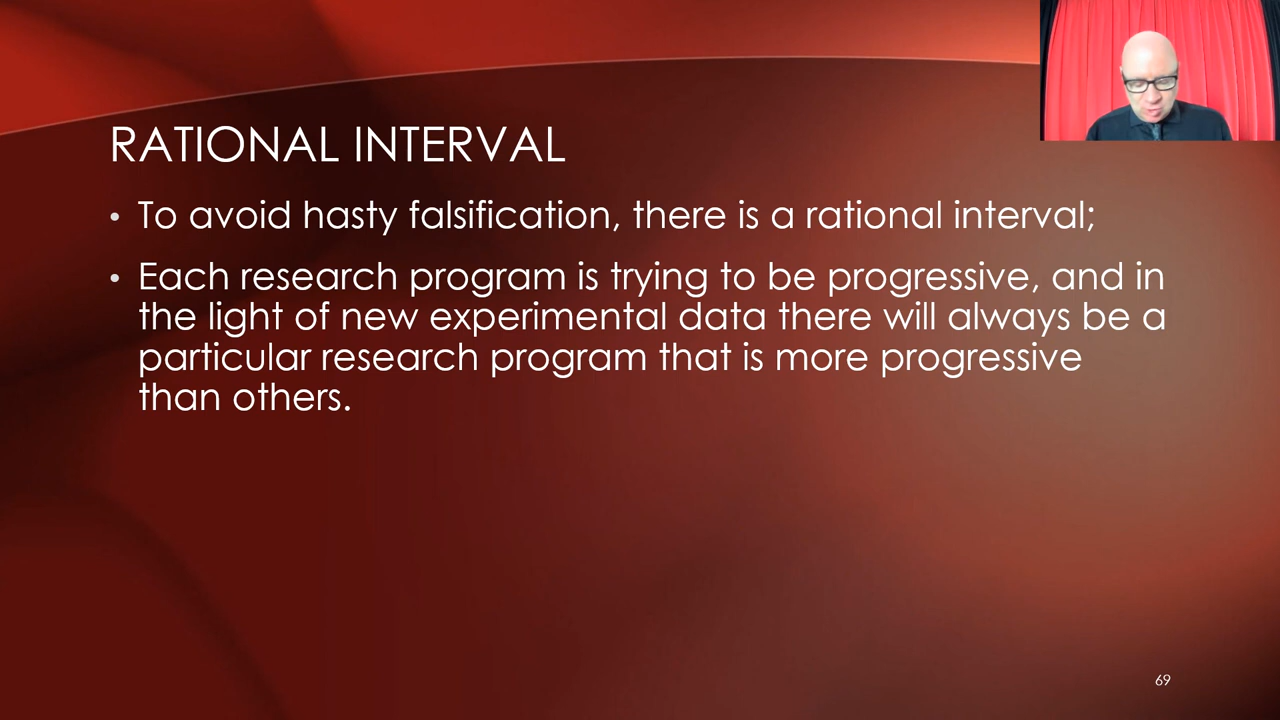 RATIONAL INTERVAL
• To avoid hasty falsification, there is a rational interval;
• Each research program is trying to be progressive, and in
the light of new experimental data there will always be a
particular research program that is more progressive
than others.
69